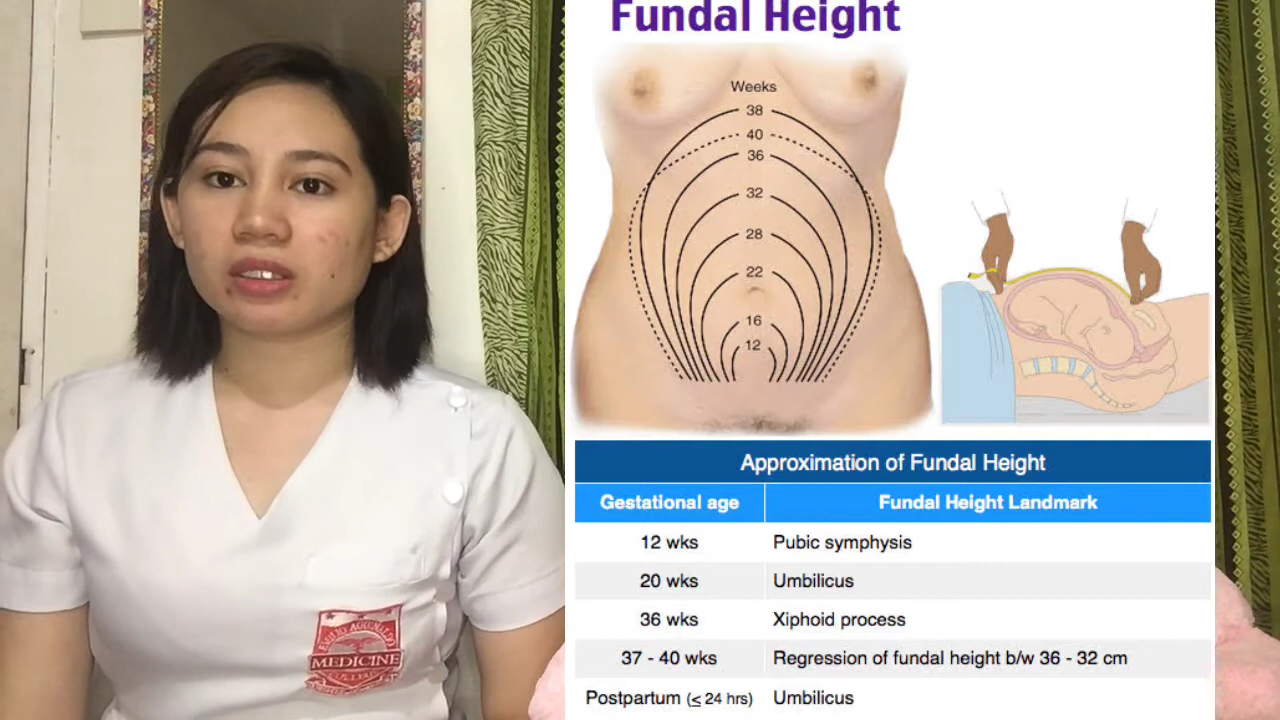 Fundal Height
Weeks
38
40
36
32
28
22
16
12
Approximation of Fundal Height
Gestational age Fundal Height Landmark
12 wks Pubic symphysis
20 wks Umbilicus
36 wks Xiphoid process
37 - 40 wks Regression of fundal height b/w 36 - 32 cm
Postpartum (≤ 24 hrs) Umbilicus
MEDICINE